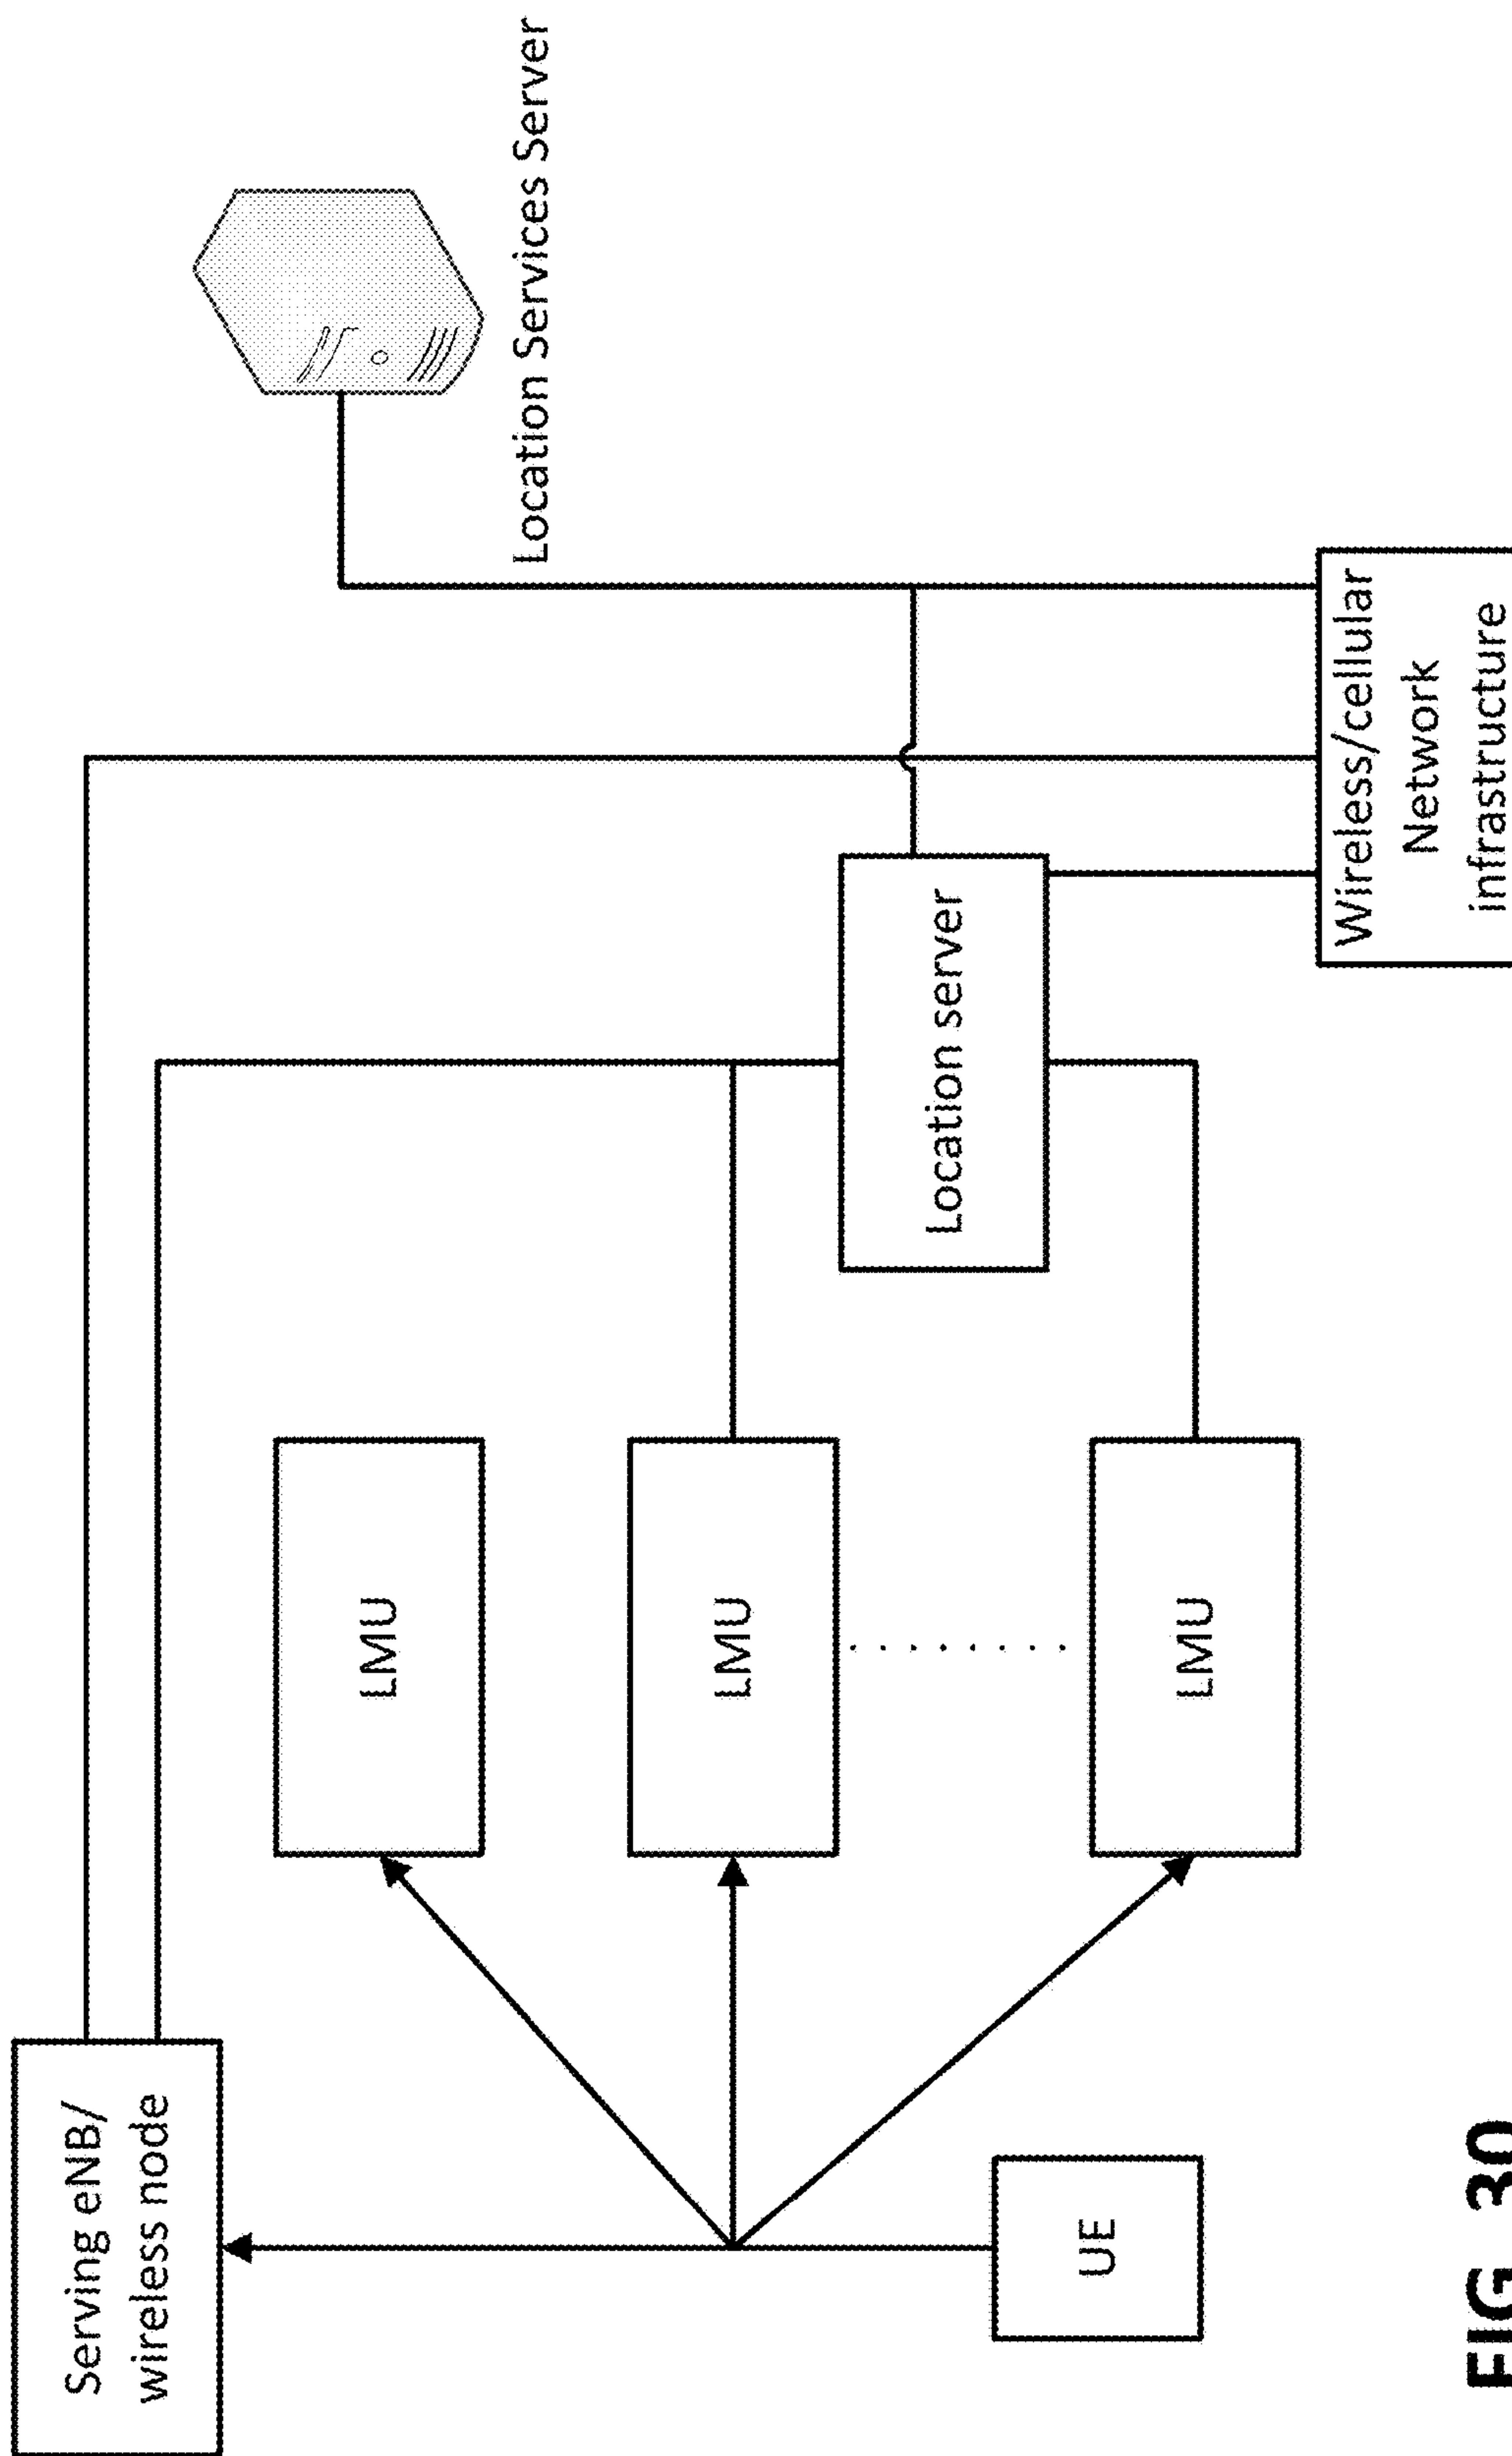 Serving eNB/
wireless node
LMU
LMU
LMU
UE
Location server
Location Services Server
Wireless/cellular
Network
infrastructure
FIG. 30